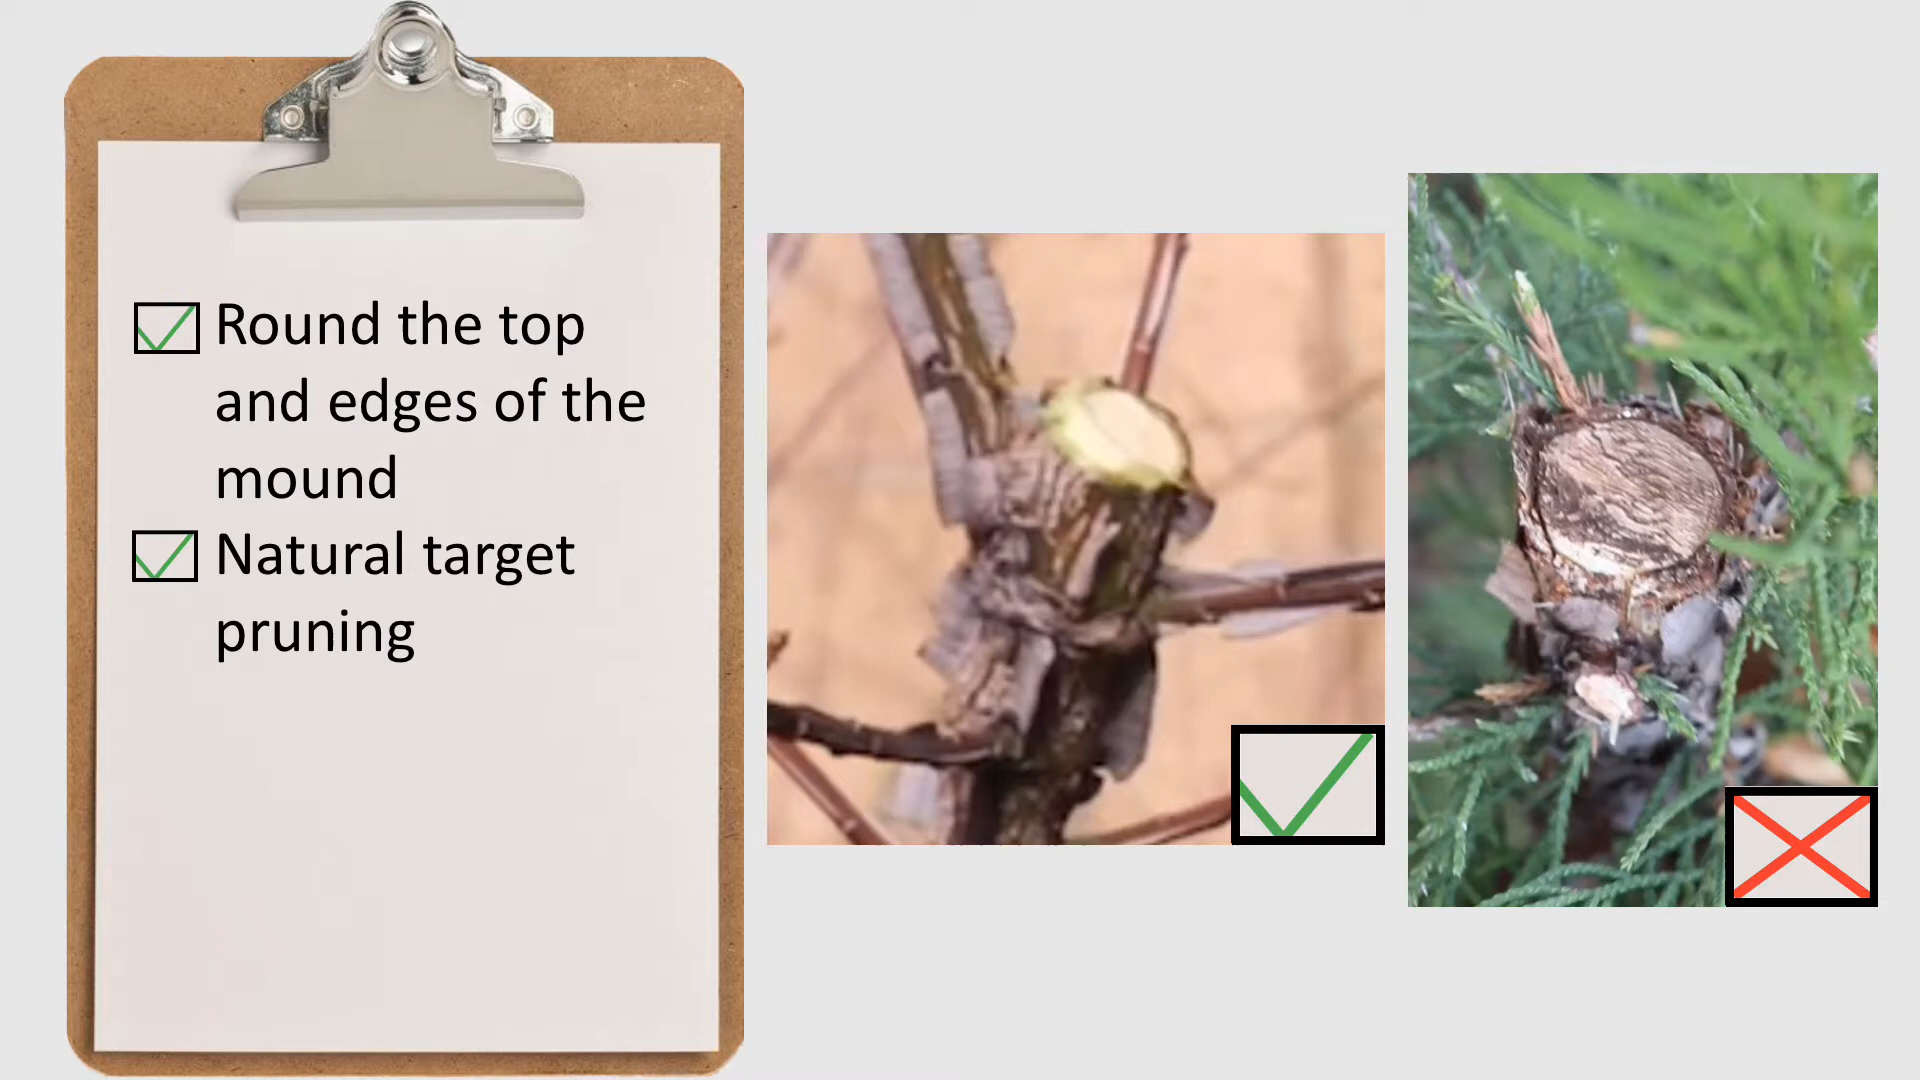 Round the top
and edges of the
mound
Natural target
pruning